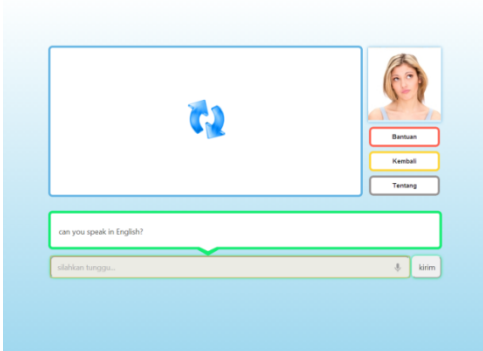 Bantuan
Kembali
Tentang
can you speak in English?
silahkan tunggu...
kirim